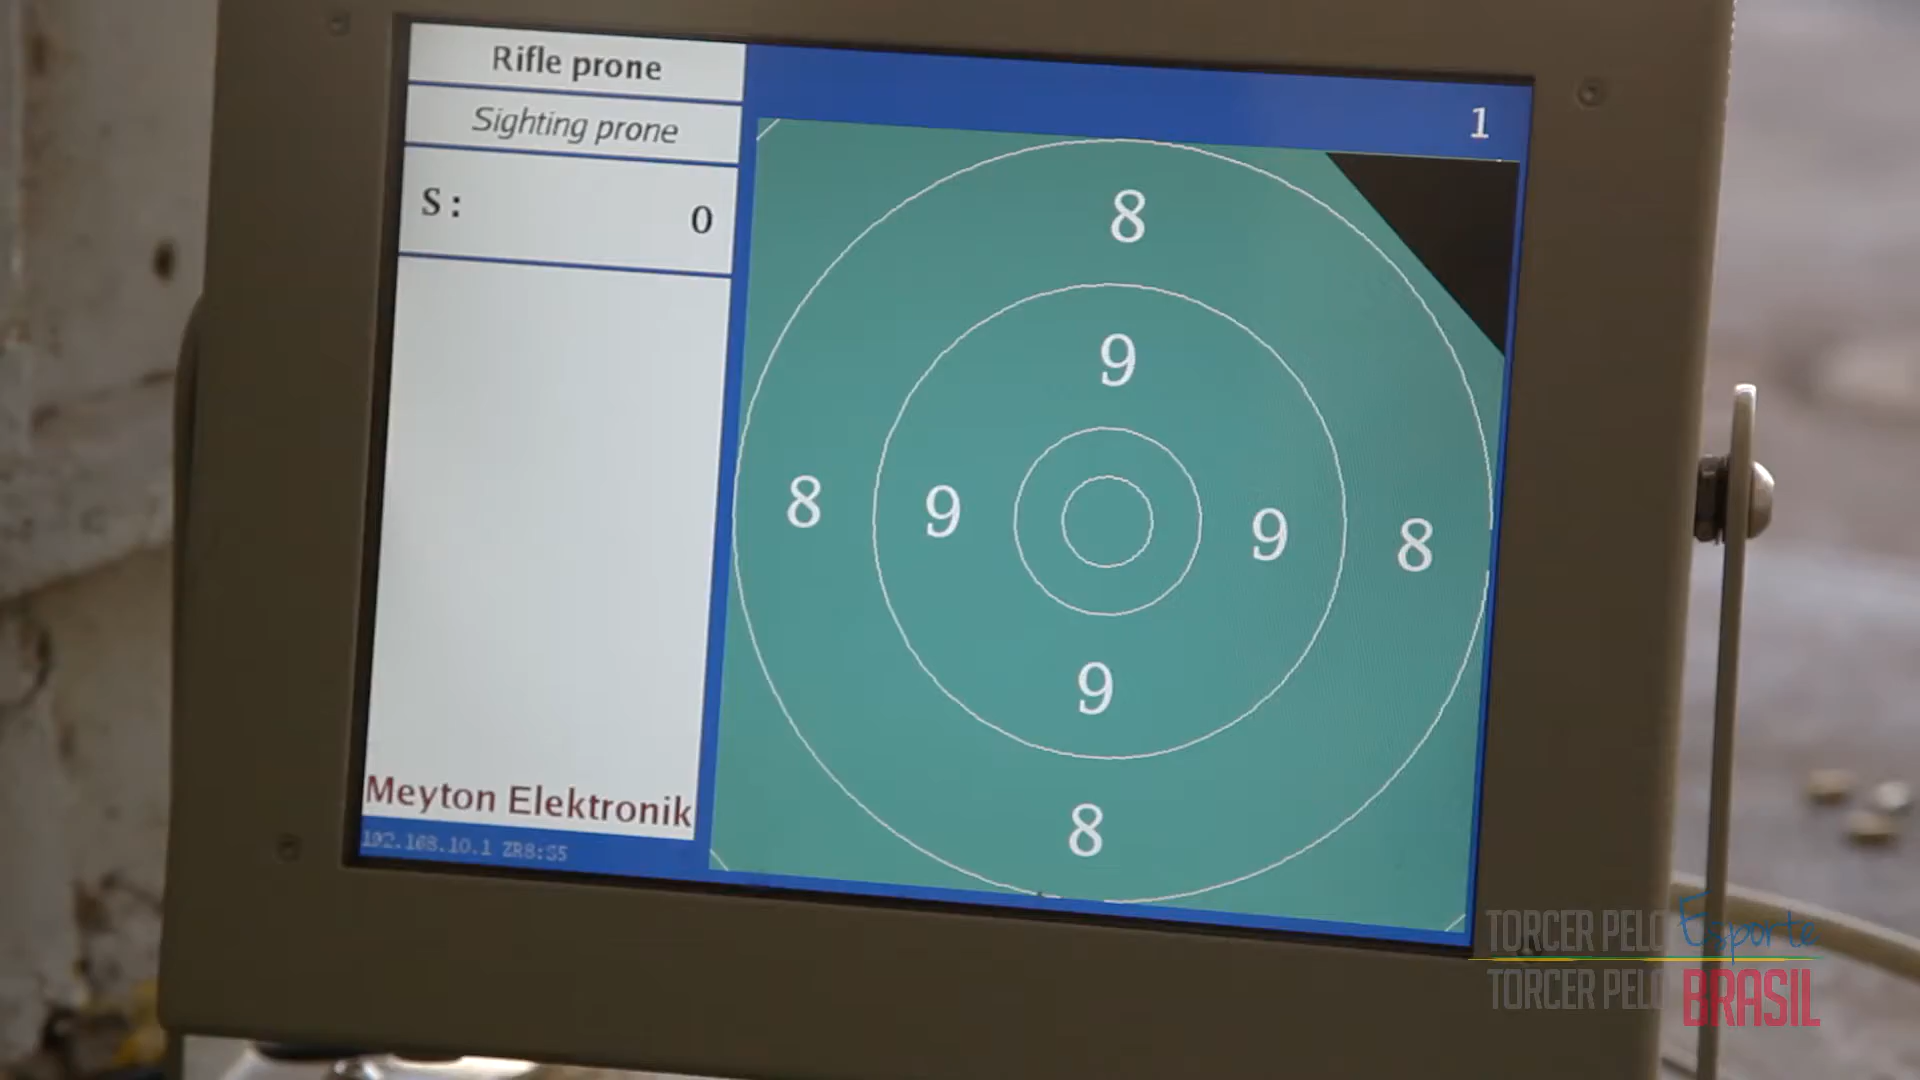 Rifle prone
Sighting prone
S: 0
1
8
9
8 9 9 8
9
8
Meyton Elektronik
192.168.10.1 ZR8:S5
TORCER PELO Esporte
TORCER PELO BRASIL